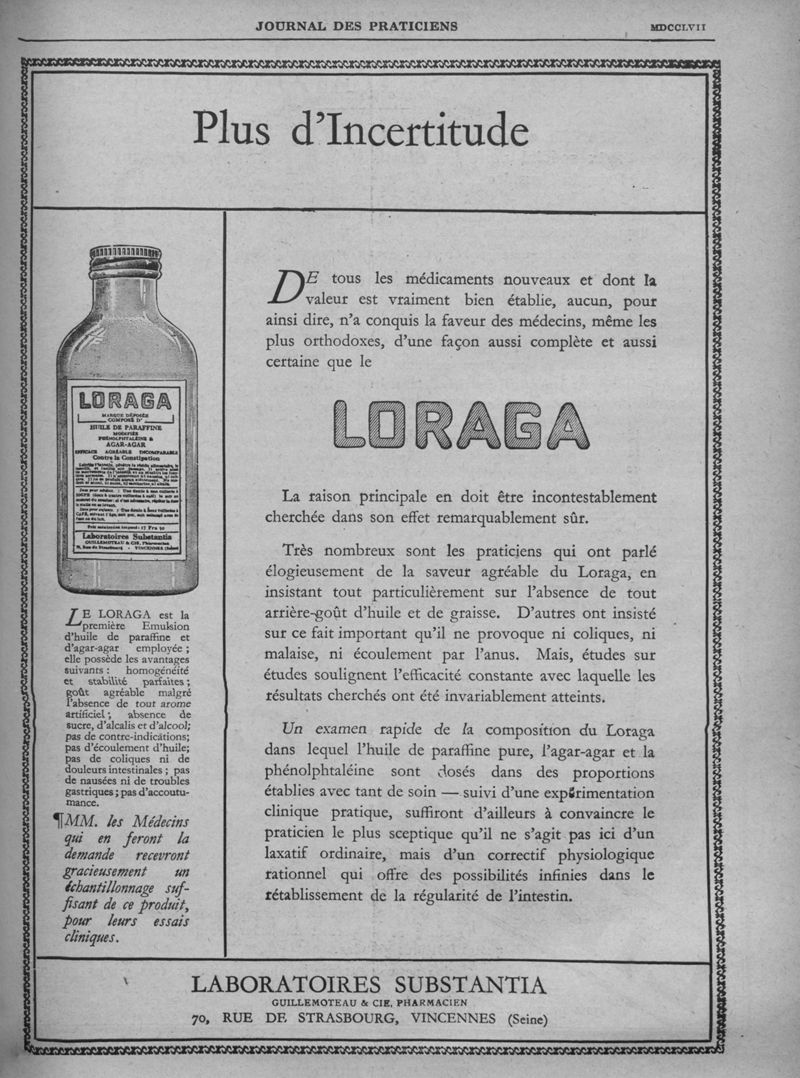 JOURNAL DES PRATICIENS
MDCCLVII
Plus d'Incertitude
LORAGA
MARQUE DÉPOSÉE
COMPOSÉ D'
HUILE DE PARAFFINE
MODIFIÉE
PHÉNOLPHTALÉINE &
AGAR-AGAR
EFFICACE AGRÉABLE INCOMPARABLE
Contre la Constipation
Laboratoires Substantia
GUILLEMOTEAU & CIE, Pharmacien
VINCENNES (Seine)
LE LORAGA est la
première Emulsion
d'huile de paraffine et
d'agar-agar employée ;
elle possède les avantages
suivants : homogénéité
et stabilité parfaites ;
goût agréable malgré
l'absence de tout arome
artificiel ; absence de
sucre, d'alcalis et d'alcool;
pas de contre-indications;
pas d'écoulement d'huile;
pas de coliques ni de
douleurs intestinales ; pas
de nausées ni de troubles
gastriques ; pas d'accoutu-
mance.
¶MM. les Médecins
qui en feront la
demande recevront
gracieusement un
échantillonnage suf-
fisant de ce produit,
pour leurs essais
cliniques.
DE tous les médicaments nouveaux et dont la
valeur est vraiment bien établie, aucun, pour
ainsi dire, n'a conquis la faveur des médecins, même les
plus orthodoxes, d'une façon aussi complète et aussi
certaine que le
LORAGA
La raison principale en doit être incontestablement
cherchée dans son effet remarquablement sûr.
Très nombreux sont les praticiens qui ont parlé
élogieusement de la saveur agréable du Loraga, en
insistant tout particulièrement sur l'absence de tout
arrière-goût d'huile et de graisse. D'autres ont insisté
sur ce fait important qu'il ne provoque ni coliques, ni
malaise, ni écoulement par l'anus. Mais, études sur
études soulignent l'efficacité constante avec laquelle les
résultats cherchés ont été invariablement atteints.
Un examen rapide de la composition du Loraga
dans lequel l'huile de paraffine pure, l'agar-agar et la
phénolphtaléine sont dosés dans des proportions
établies avec tant de soin — suivi d'une expérimentation
clinique pratique, suffiront d'ailleurs à convaincre le
praticien le plus sceptique qu'il ne s'agit pas ici d'un
laxatif ordinaire, mais d'un correctif physiologique
rationnel qui offre des possibilités infinies dans le
rétablissement de la régularité de l'intestin.
LABORATOIRES SUBSTANTIA
GUILLEMOTEAU & CIE, PHARMACIEN
70, RUE DE STRASBOURG, VINCENNES (Seine)